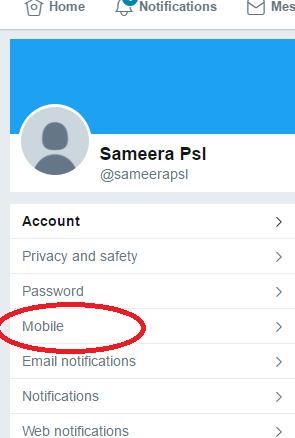 Home Notifications Mes
Sameera Psl
@sameerapsl
Account
Privacy and safety
Password
Mobile
Email notifications
Notifications
Web notifications